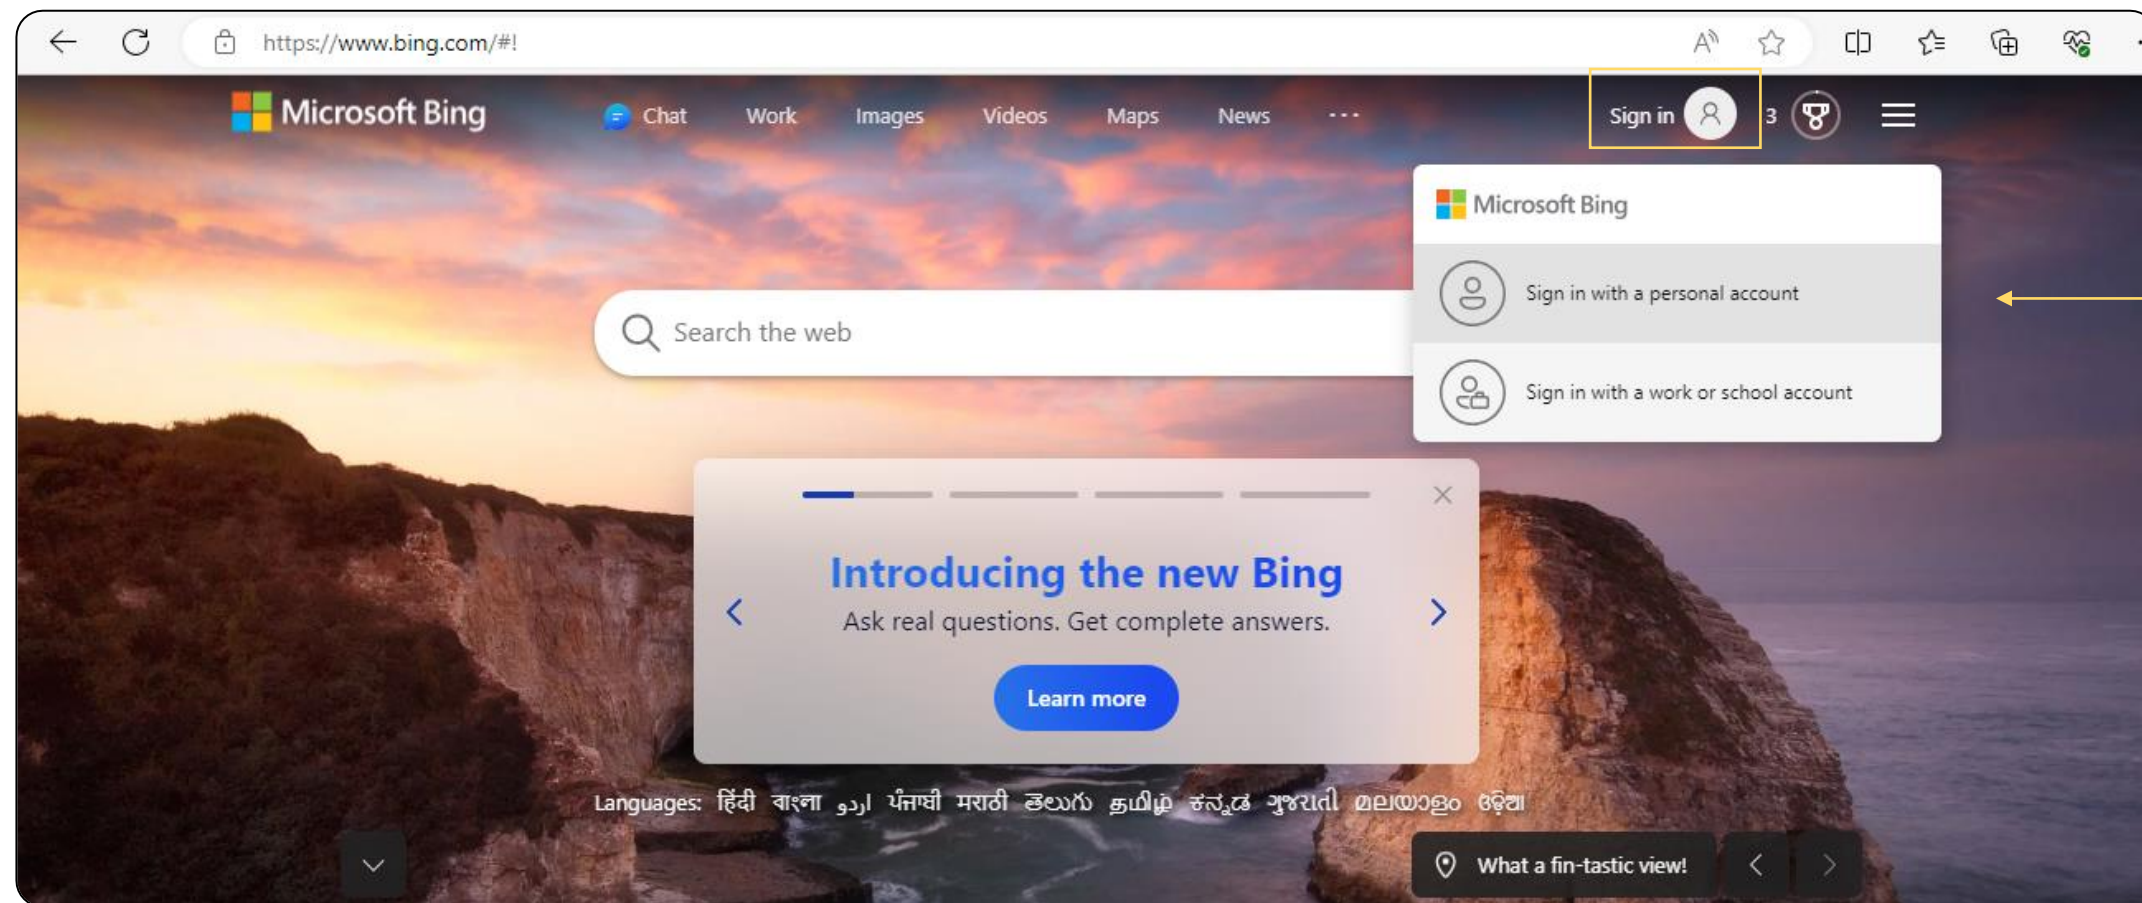 https://www.bing.com/#!
Microsoft Bing
Chat Work Images Videos Maps News ...
Sign in 3
Microsoft Bing
Sign in with a personal account
Search the web
Sign in with a work or school account
Introducing the new Bing
Ask real questions. Get complete answers.
Learn more
Languages: हिंदी বাংলা اردو ਪੰਜਾਬੀ मराठी తెలుగు தமிழ் ಕನ್ನಡ ગુજરાતી മലയാളം ଓଡ଼ିଆ
What a fin-tastic view!